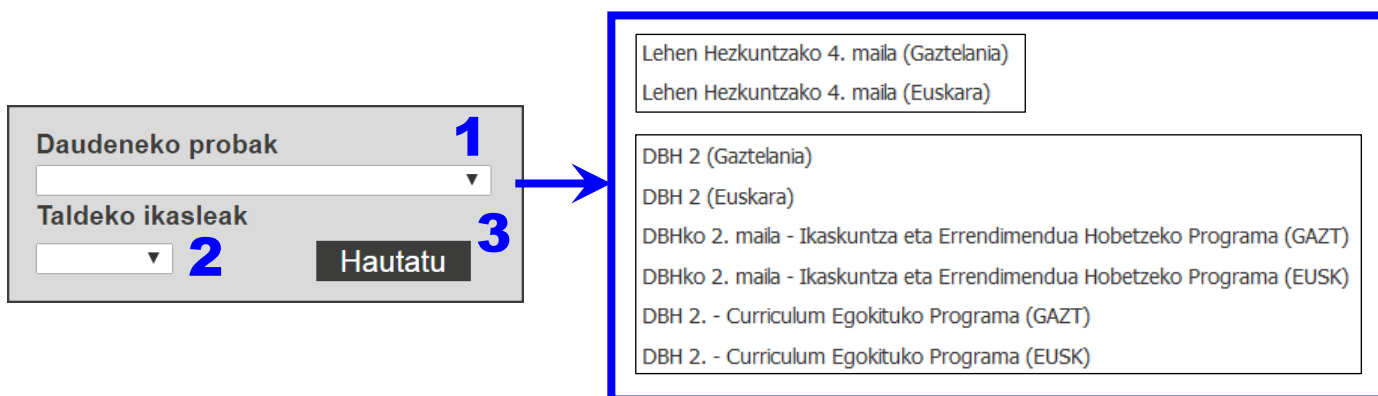 Daudeneko probak
1
Taldeko ikasleak
2
3
Hautatu
Lehen Hezkuntzako 4. maila (Gaztelania)
Lehen Hezkuntzako 4. maila (Euskara)
DBH 2 (Gaztelania)
DBH 2 (Euskara)
DBHko 2. maila - Ikaskuntza eta Errendimendua Hobetzeko Programa (GAZT)
DBHko 2. maila - Ikaskuntza eta Errendimendua Hobetzeko Programa (EUSK)
DBH 2. - Curriculum Egokituko Programa (GAZT)
DBH 2. - Curriculum Egokituko Programa (EUSK)